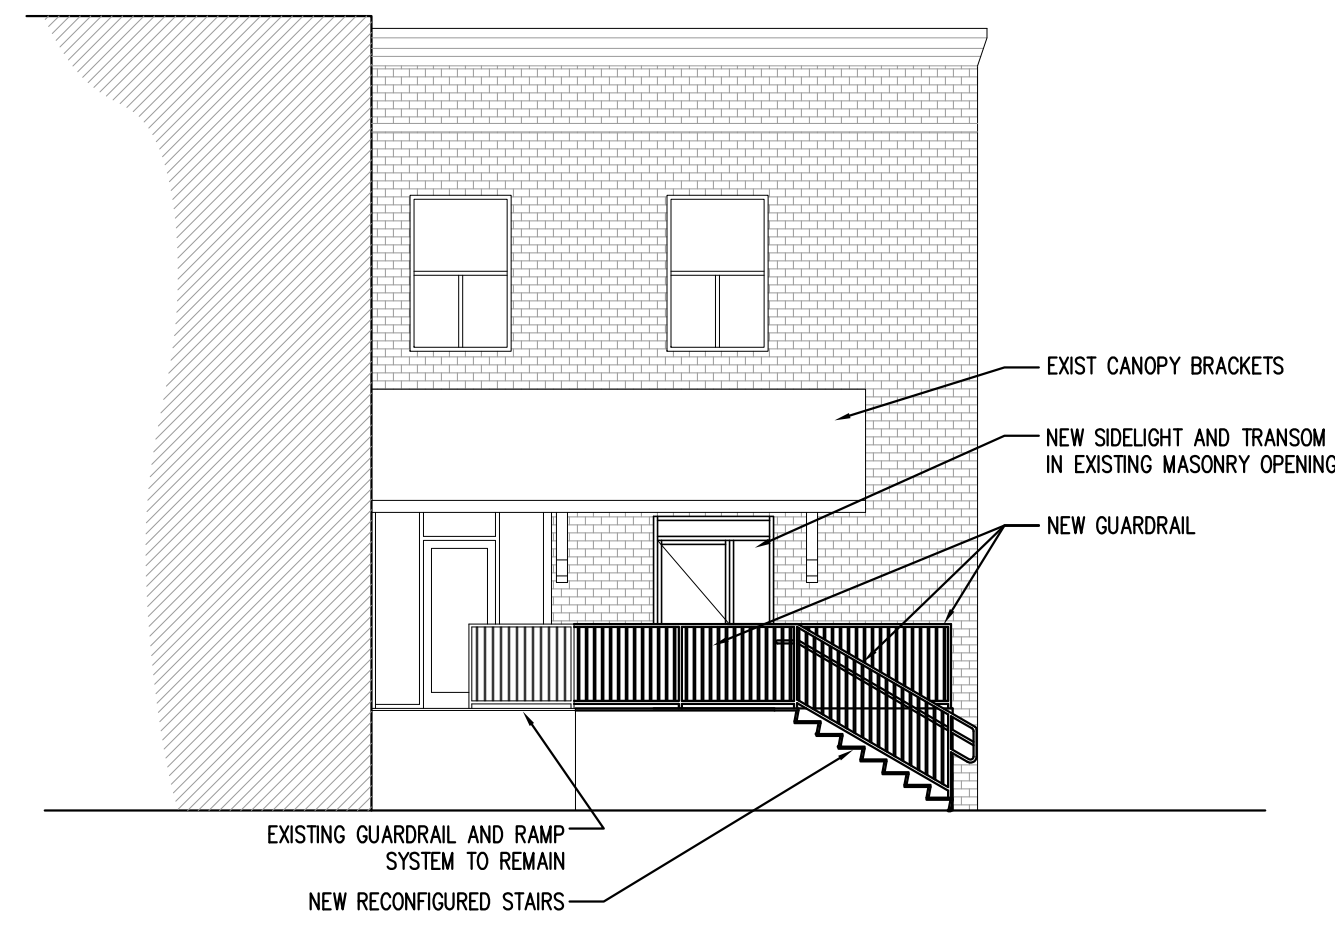 EXIST CANOPY BRACKETS
NEW SIDELIGHT AND TRANSOM
IN EXISTING MASONRY OPENING
NEW GUARDRAIL
EXISTING GUARDRAIL AND RAMP
SYSTEM TO REMAIN
NEW RECONFIGURED STAIRS